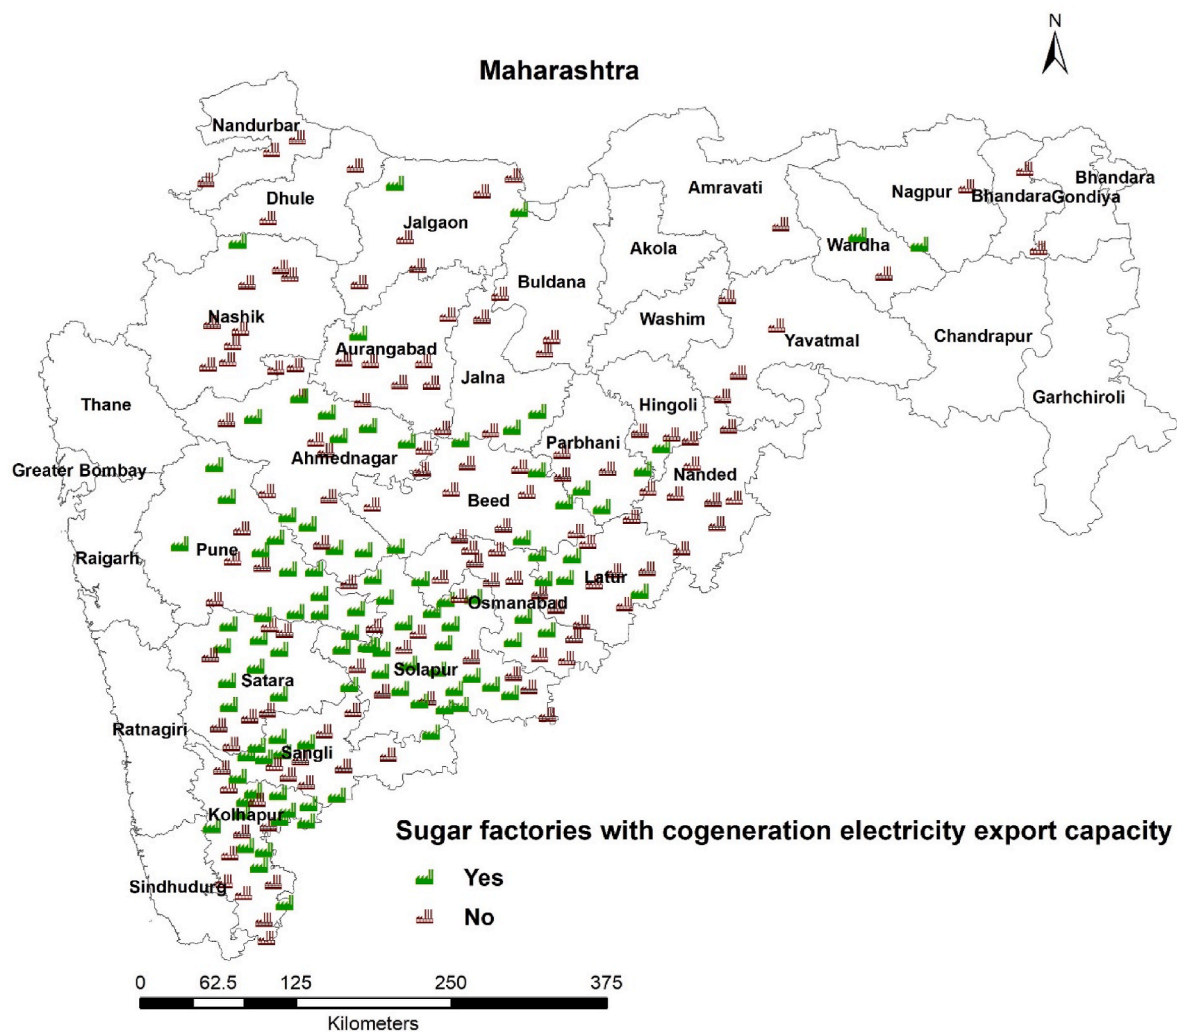 N
Maharashtra
Nandurbar
Dhule
Jalgaon
Amravati
Nagpur
Bhandara
Bhandara
Gondiya
Akola
Wardha
Buldana
Nashik
Washim
Yavatmal
Chandrapur
Aurangabad
Jalna
Thane
Hingoli
Garhchiroli
Parbhani
Ahmednagar
Greater Bombay
Nanded
Beed
Pune
Raigarh
Latur
Osmanabad
Solapur
Satara
Ratnagiri
Sangli
Kolhapur
Sindhudurg
Sugar factories with cogeneration electricity export capacity
Yes
No
0 62.5 125 250 375
Kilometers